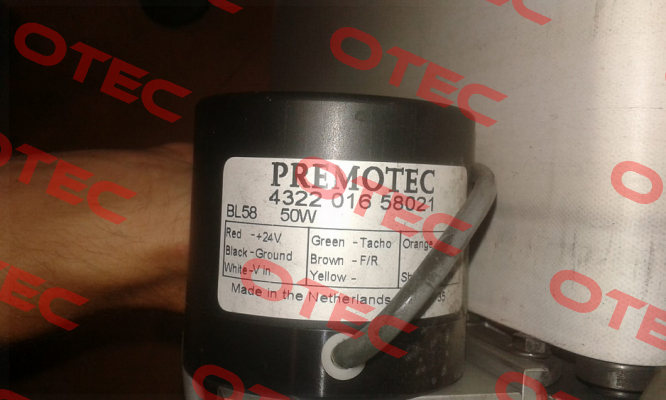 PREMOTEC
4322 016 58021
BL58 50W
Red -+24V Green -Tacho Orange
Black-Ground Brown -F/R
White-V in Yellow -
Made in the Netherlands
OTEC
OTEC
OTEC
OTEC
OTEC
OTEC
OTEC